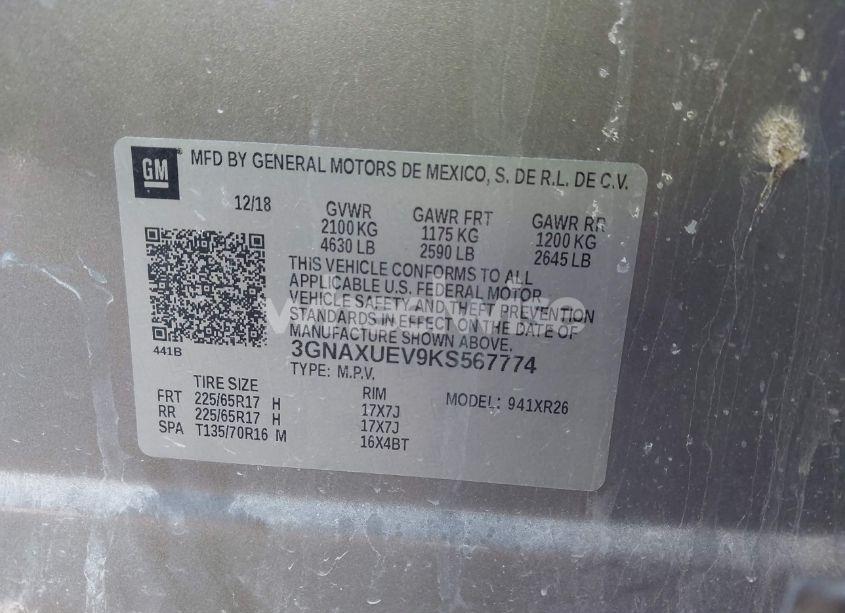 GM
MFD BY GENERAL MOTORS DE MEXICO, S. DE R.L. DE C.V.
12/18 GVWR GAWR FRT GAWR RR
2100 KG 1175 KG 1200 KG
4630 LB 2590 LB 2645 LB
THIS VEHICLE CONFORMS TO ALL
APPLICABLE U.S. FEDERAL MOTOR
VEHICLE SAFETY AND THEFT PREVENTION
STANDARDS IN EFFECT ON THE DATE OF
MANUFACTURE SHOWN ABOVE.
441B
3GNAXUEV9KS567774
TYPE: M.P.V.
TIRE SIZE RIM MODEL: 941XR26
FRT 225/65R17 H 17X7J
RR 225/65R17 H 17X7J
SPA T135/70R16 M 16X4BT